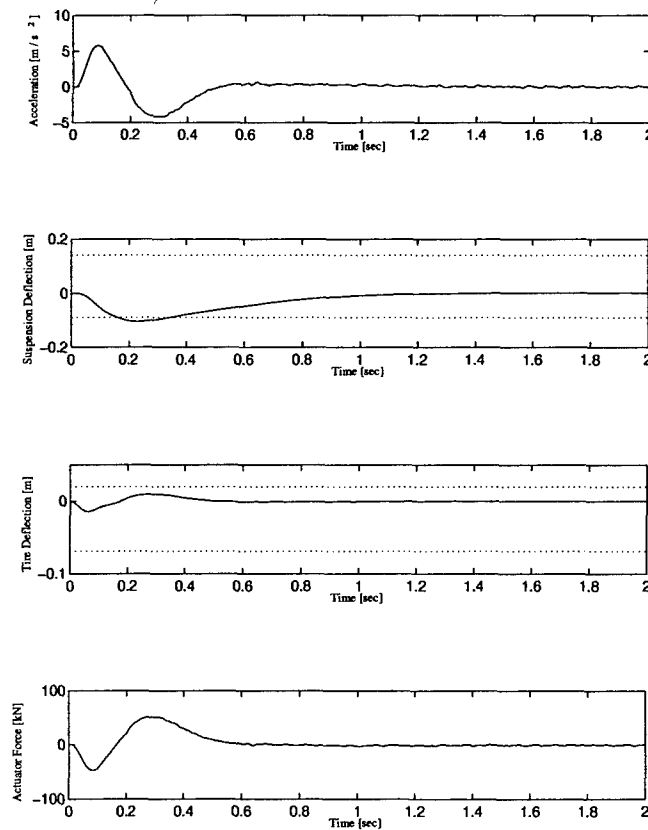 Acceleration [m / s ²]
10
5
0
−5
0 0.2 0.4 0.6 0.8 1 1.2 1.4 1.6 1.8 2
Time [sec]
Suspension Deflection [m]
0.2
0
−0.2
0 0.2 0.4 0.6 0.8 1 1.2 1.4 1.6 1.8 2
Time [sec}
Tire Deflection [m]
0
−0.1
0 0.2 0.4 0.6 0.8 1 1.2 1.4 1.6 1.8 2
Time [sec]
Actuator Force [kN]
100
0
−100
0 0.2 0.4 0.6 0.8 1 1.2 1.4 1.6 1.8 2
Time [sec]